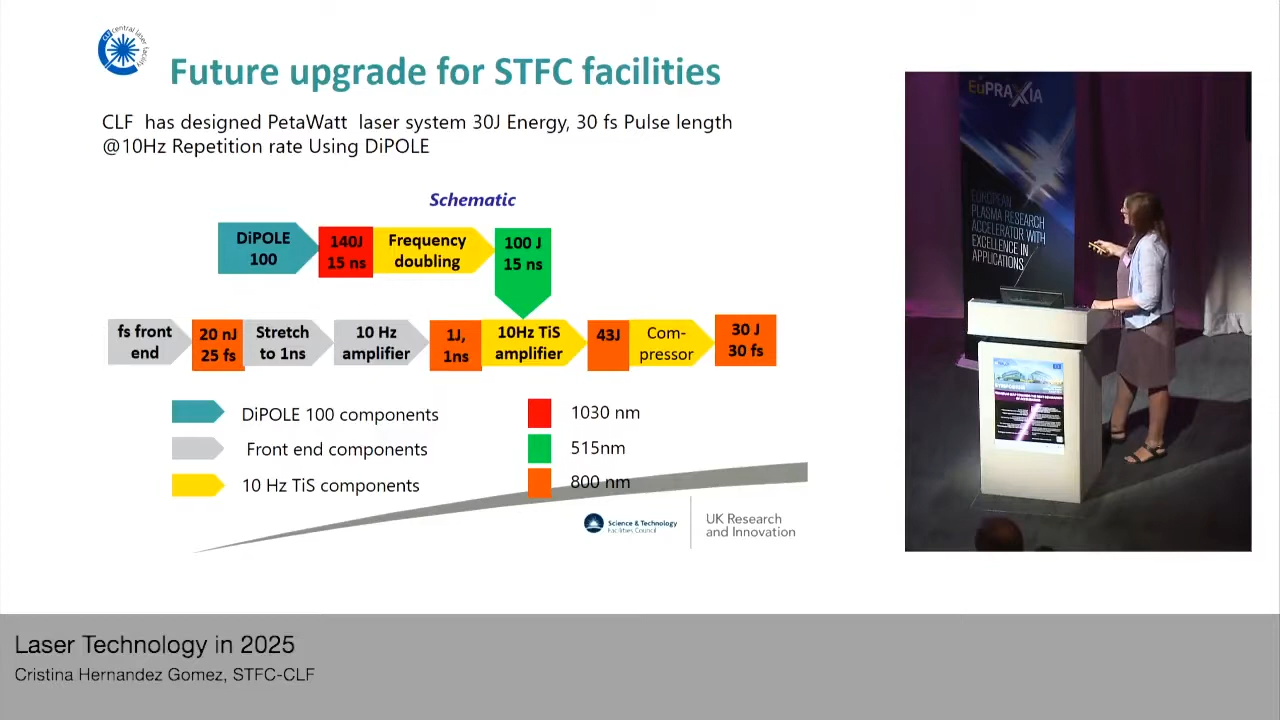 central laser facility
Future upgrade for STFC facilities
CLF has designed PetaWatt laser system 30J Energy, 30 fs Pulse length
@10Hz Repetition rate Using DiPOLE
Schematic
DiPOLE
100
140J
15 ns
Frequency
doubling
100 J
15 ns
fs front
end
20 nJ
25 fs
Stretch
to 1ns
10 Hz
amplifier
1J,
1ns
10Hz TiS
amplifier
43J
Com-
pressor
30 J
30 fs
DiPOLE 100 components
1030 nm
Front end components
515nm
10 Hz TiS components
800 nm
Science & Technology
Facilities Council
UK Research
and Innovation
EuPRAXIA
EUROPEAN
PLASMA RESEARCH
ACCELERATOR WITH
EXCELLENCE IN
APPLICATIONS
SYMPOSIUM
Laser Technology in 2025
Cristina Hernandez Gomez, STFC-CLF